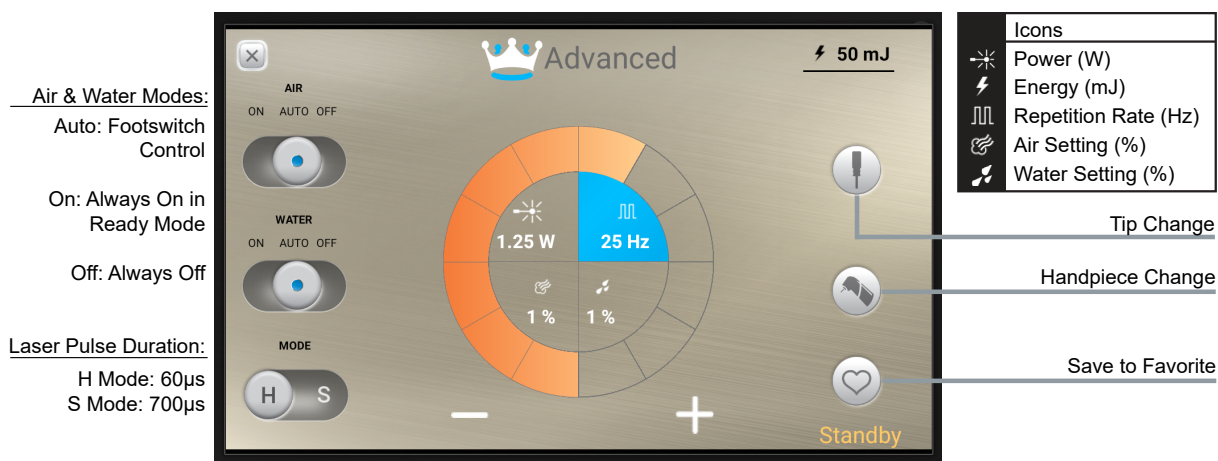 Air & Water Modes:
Auto: Footswitch
Control
On: Always On in
Ready Mode
Off: Always Off
Laser Pulse Duration:
H Mode: 60µs
S Mode: 700µs
Advanced
50 mJ
AIR
ON AUTO OFF
WATER
ON AUTO OFF
MODE
H S
1.25 W
25 Hz
1 %
1 %
Standby
Icons
Power (W)
Energy (mJ)
Repetition Rate (Hz)
Air Setting (%)
Water Setting (%)
Tip Change
Handpiece Change
Save to Favorite